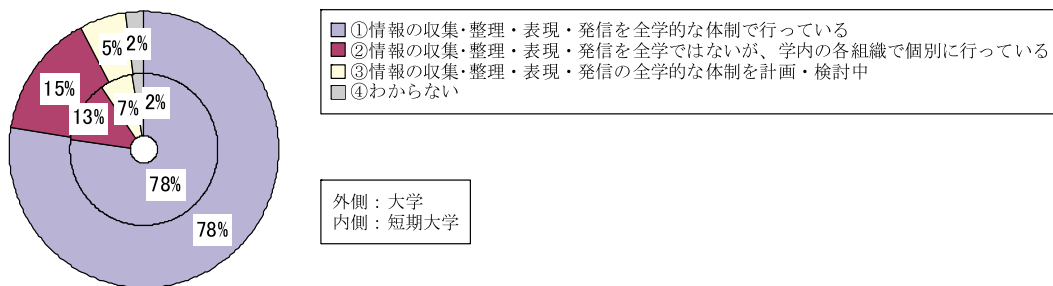 ①情報の収集･整理・表現・発信を全学的な体制で行っている
②情報の収集･整理・表現・発信を全学ではないが、学内の各組織で個別に行っている
③情報の収集･整理・表現・発信の全学的な体制を計画・検討中
④わからない
5%
2%
15%
13%
7%
2%
78%
78%
外側：大学
内側：短期大学